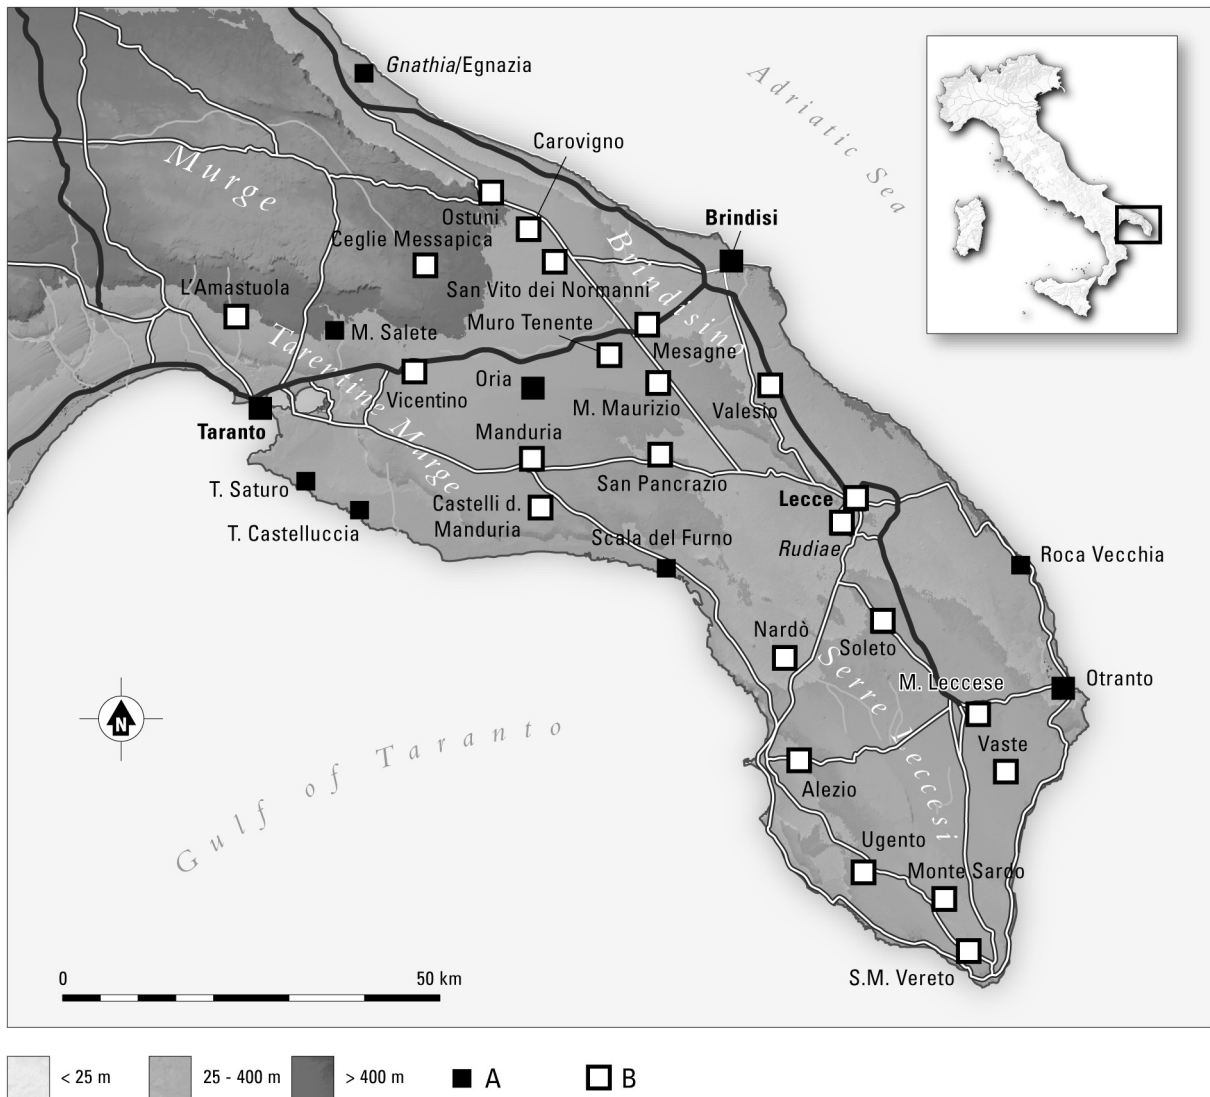 Gnathia/Egnazia
Adriatic Sea
Carovigno
Murge
Ostuni
Brindisi
Ceglie Messapica
Brindisino
L'Amastuola
San Vito dei Normanni
M. Salete
Muro Tenente
Mesagne
Tarentine Murge
Oria
Vicentino
M. Maurizio
Valesio
Taranto
Manduria
T. Saturo
San Pancrazio
Lecce
Castelli d.
Manduria
T. Castelluccia
Scala del Furno
Rudiae
Roca Vecchia
Nardò
Soleto
Serre Leccesi
M. Leccese
Otranto
N
Gulf of Taranto
Vaste
Alezio
Ugento
Monte Sardo
S.M. Vereto
0 50 km
< 25 m 25 - 400 m > 400 m A B